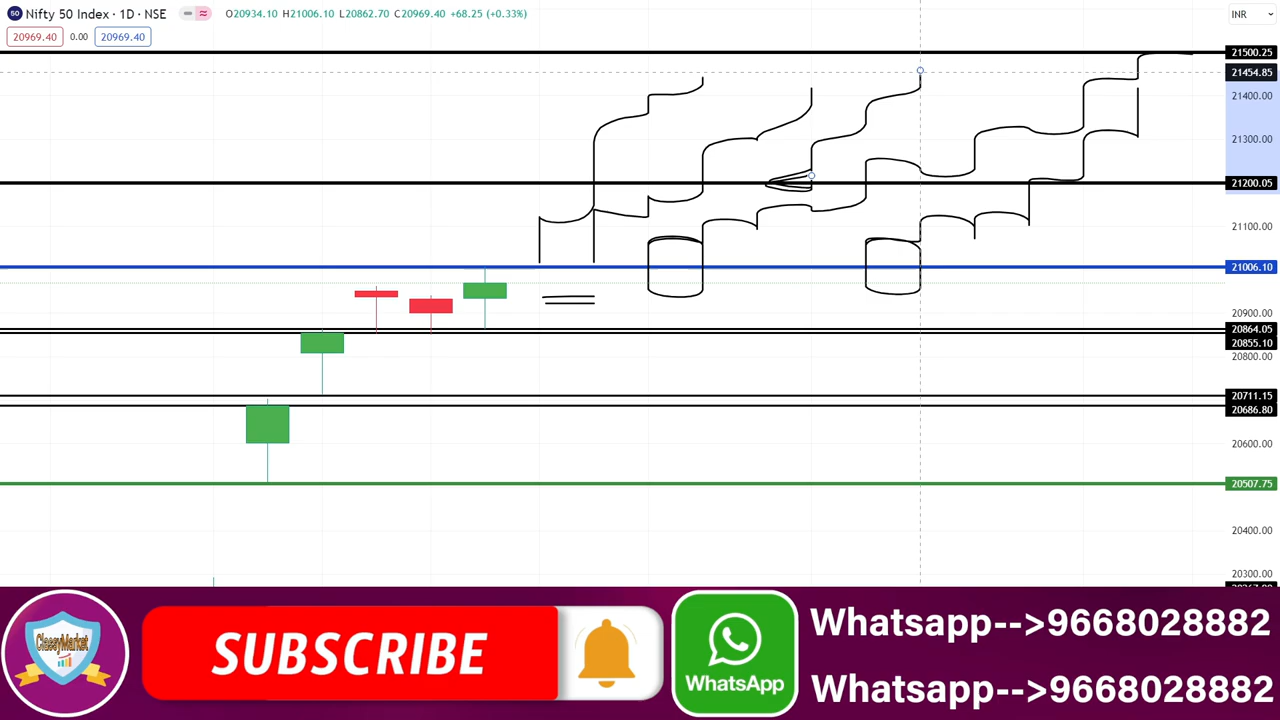 50 Nifty 50 Index · 1D · NSE O20934.10 H21006.10 L20862.70 C20969.40 +68.25 (+0.33%) INR
20969.40 0.00 20969.40
21500.25
21454.85
21400.00
21300.00
21200.05
21100.00
21006.10
20900.00
20864.05
20855.10
20800.00
20711.15
20686.80
20600.00
20507.75
20400.00
20300.00
ClassyMarket
SUBSCRIBE
WhatsApp
Whatsapp-->9668028882
Whatsapp-->9668028882